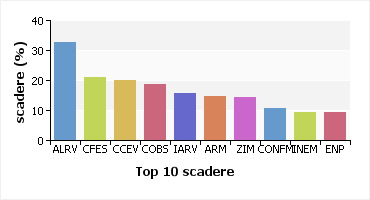 40
30
20
10
0
scadere (%)
ALRV CFES CCEV COBS IARV ARM ZIM CONFM INEM ENP
Top 10 scadere